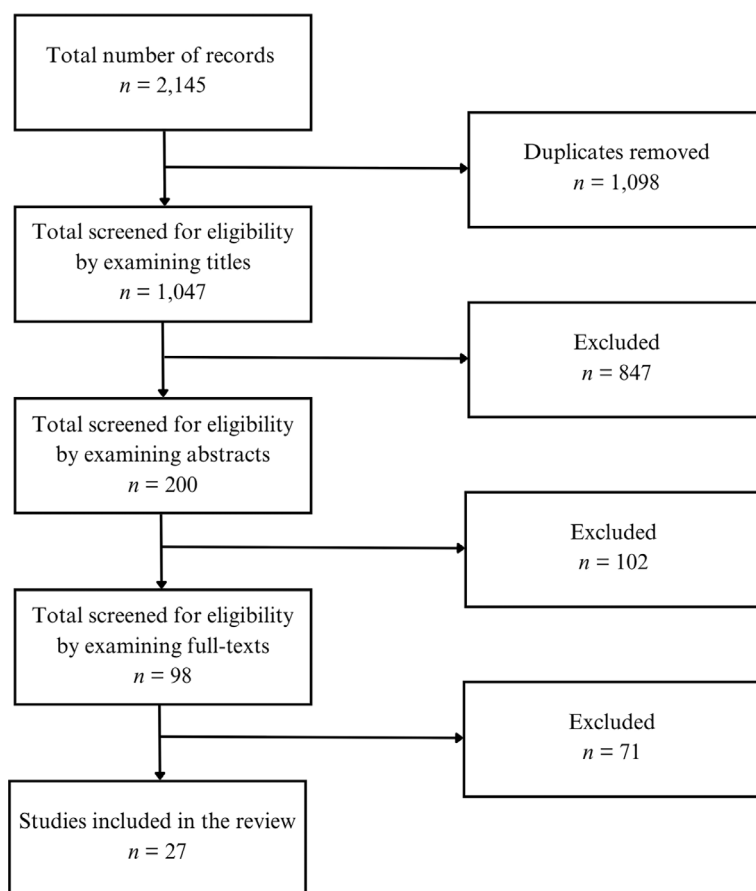 Total number of records
n = 2,145
Duplicates removed
n = 1,098
Total screened for eligibility
by examining titles
n = 1,047
Excluded
n = 847
Total screened for eligibility
by examining abstracts
n = 200
Excluded
n = 102
Total screened for eligibility
by examining full-texts
n = 98
Excluded
n = 71
Studies included in the review
n = 27